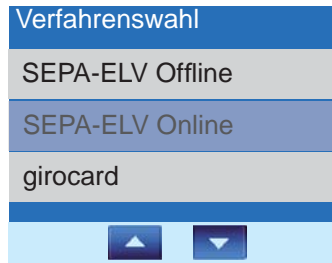 Verfahrenswahl
SEPA-ELV Offline
SEPA-ELV Online
girocard